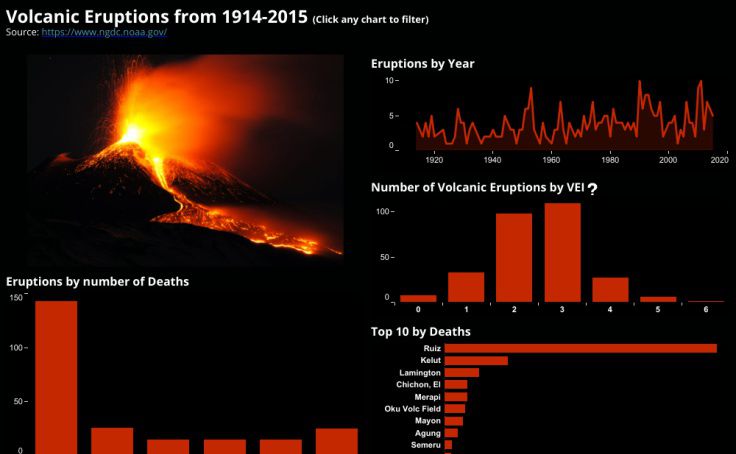 Volcanic Eruptions from 1914-2015 (Click any chart to filter)
Source: https://www.ngdc.noaa.gov/
Eruptions by Year
10
5
0
1920 1940 1960 1980 2000 2020
Number of Volcanic Eruptions by VEI ?
100
50
0
0 1 2 3 4 5 6
Eruptions by number of Deaths
150
100
50
0
Top 10 by Deaths
Ruiz
Kelut
Lamington
Chichon, El
Merapi
Oku Volc Field
Mayon
Agung
Semeru